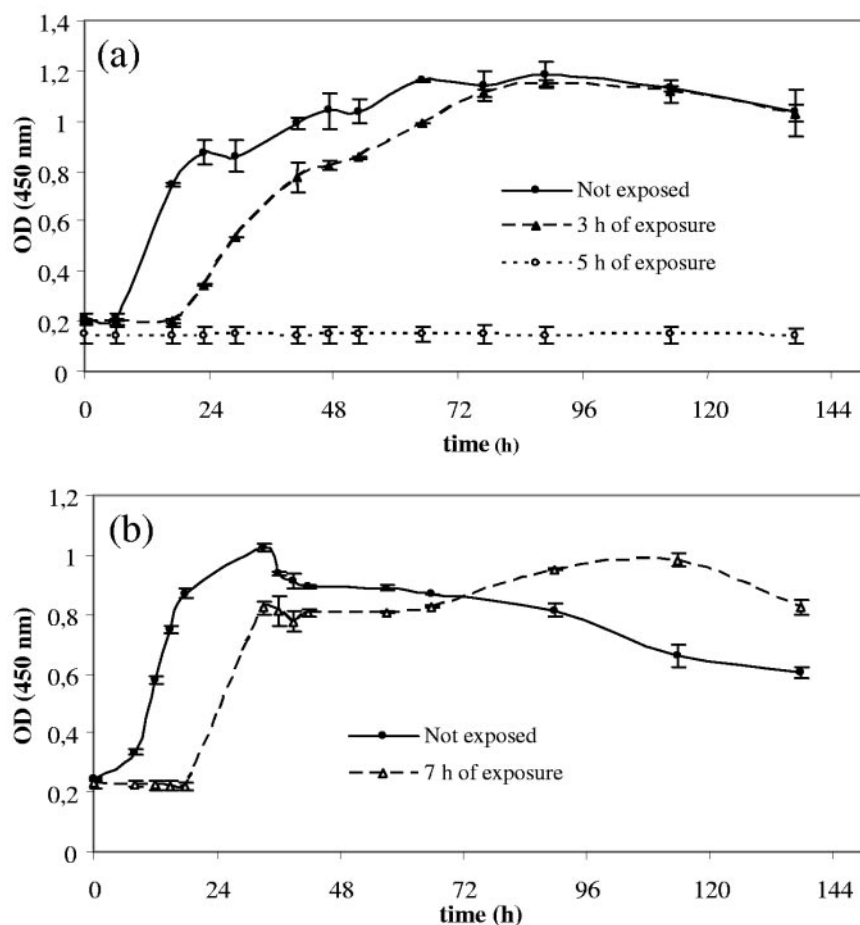 (a)
1,4
1,2
1
0,8
0,6
0,4
0,2
0
OD (450 nm)
Not exposed
3 h of exposure
5 h of exposure
0 24 48 72 96 120 144
time (h)
(b)
1,2
1
0,8
0,6
0,4
0,2
0
OD (450 nm)
Not exposed
7 h of exposure
0 24 48 72 96 120 144
time (h)